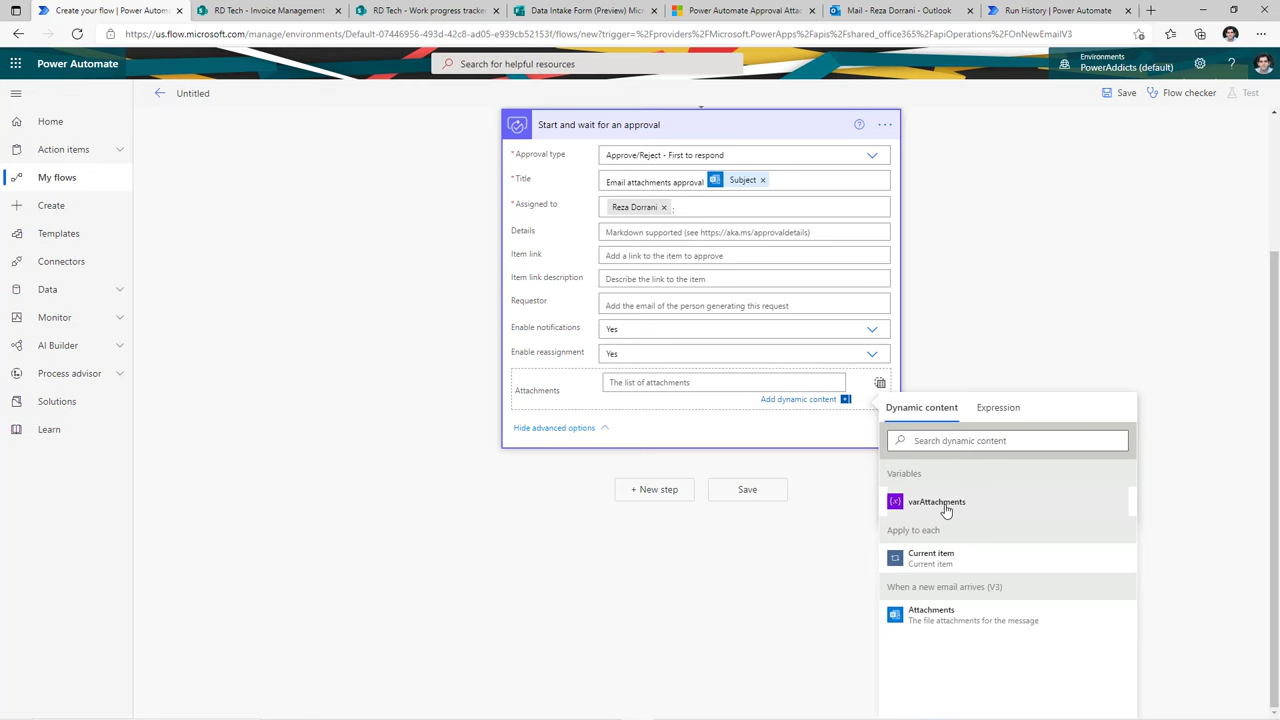 Create your flow | Power Automate
RD Tech - Invoice Management
RD Tech - Work progress tracker
Data Intake Form (Preview) Micros
Power Automate Approval Attac
Mail - Reza Dorrani - Outlook
Run History | Power Automate
https://us.flow.microsoft.com/manage/environments/Default-07446956-493d-42c8-ad05-e939cb52153f/flows/new?trigger=%2Fproviders%2FMicrosoft.PowerApps%2Fapis%2Fshared_office365%2FapiOperations%2FOnNewEmailV3
Power Automate
Search for helpful resources
Environments
PowerAddicts (default)
Untitled
Save
Flow checker
Test
Home
Action items
My flows
Create
Templates
Connectors
Data
Monitor
AI Builder
Process advisor
Solutions
Learn
Start and wait for an approval
* Approval type
Approve/Reject - First to respond
* Title
Email attachments approval Subject ×
* Assigned to
Reza Dorrani × ;
Details
Markdown supported (see https://aka.ms/approvaldetails)
Item link
Add a link to the item to approve
Item link description
Describe the link to the item
Requestor
Add the email of the person generating this request
Enable notifications
Yes
Enable reassignment
Yes
Attachments
The list of attachments
Add dynamic content
Hide advanced options
+ New step
Save
Dynamic content
Expression
Search dynamic content
Variables
{x} varAttachments
Apply to each
Current item
Current item
When a new email arrives (V3)
Attachments
The file attachments for the message